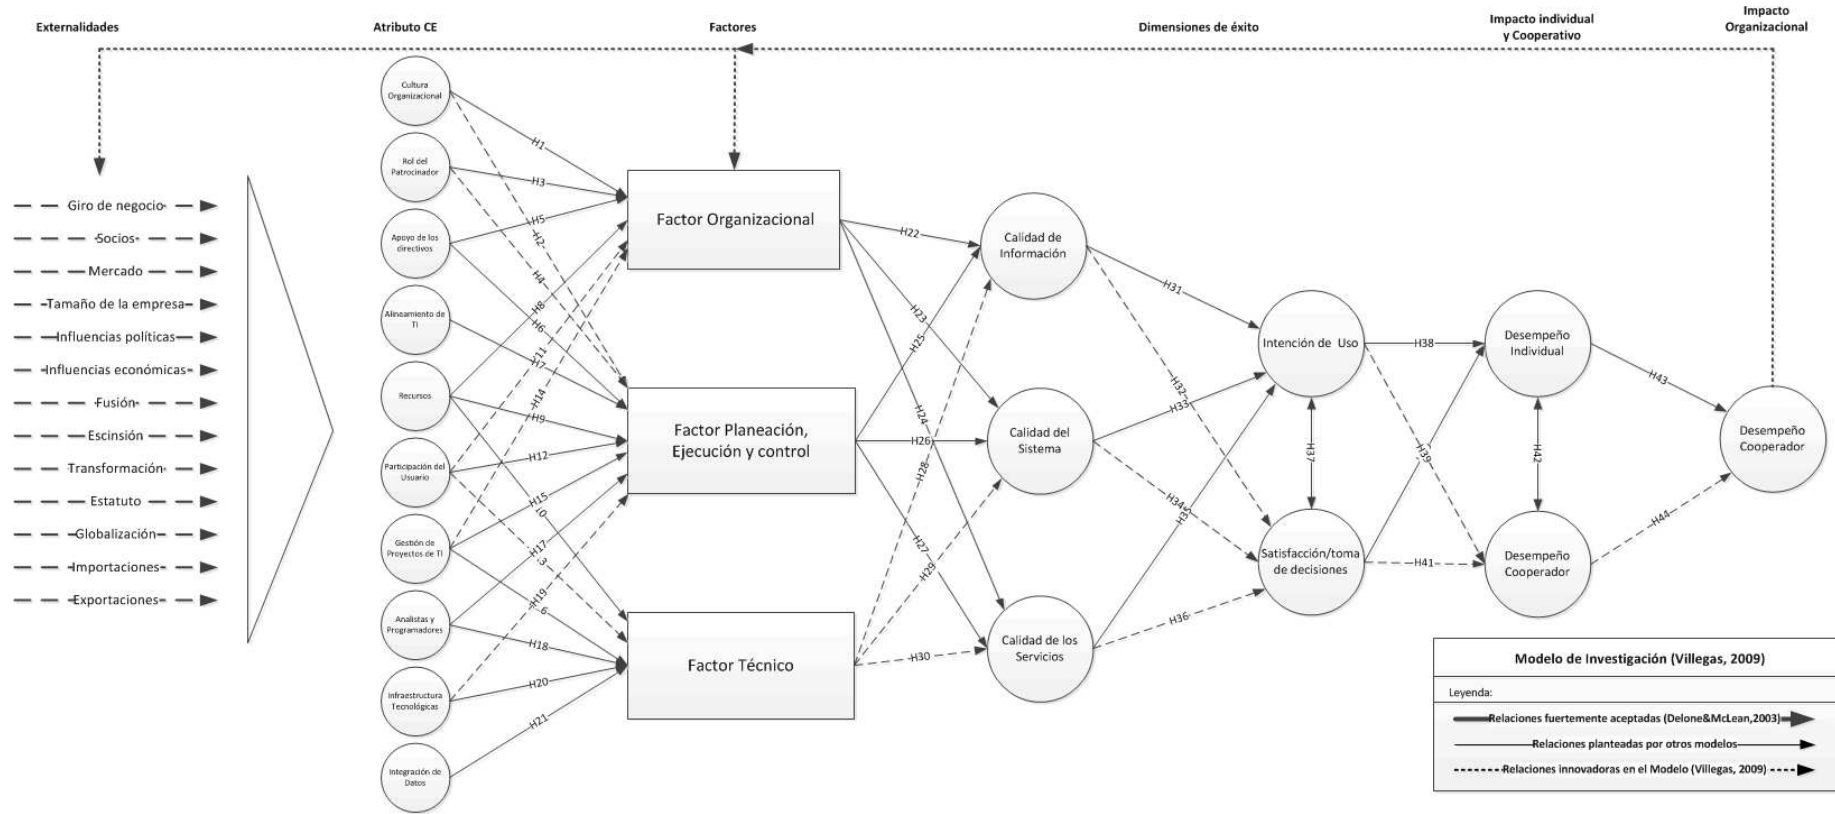 Externalidades
Atributo CE
Factores
Dimensiones de éxito
Impacto individual
y Cooperativo
Impacto
Organizacional
Giro de negocio
Socios
Mercado
Tamaño de la empresa
Influencias políticas
Influencias económicas
Fusión
Escinsión
Transformación
Estatuto
Globalización
Importaciones
Exportaciones
Cultura
Organizacional
Rol del
Patrocinador
Apoyo de los
directivos
Alineamiento de
TI
Recursos
Participación del
Usuario
Gestión de
Proyectos de TI
Analistas y
Programadores
Infraestructura
Tecnológicas
Integración de
Datos
H1
H3
H5
H2
H4
H8
H6
11
H7
H14
H9
H12
H15
10
H17
3
H19
6
H18
H20
H21
Factor Organizacional
Factor Planeación,
Ejecución y control
Factor Técnico
H22
H23
H25
H24
H26
H28
H27
H29
H30
Calidad de
Información
Calidad del
Sistema
Calidad de los
Servicios
H31
H32
H33
H34
H35
H36
Intención de Uso
H37
Satisfacción/toma
de decisiones
H38
H39
H41
Desempeño
Individual
H42
Desempeño
Cooperador
H43
H44
Desempeño
Cooperador
Modelo de Investigación (Villegas, 2009)
Leyenda:
Relaciones fuertemente aceptadas (Delone&McLean,2003)
Relaciones planteadas por otros modelos
Relaciones innovadoras en el Modelo (Villegas, 2009)